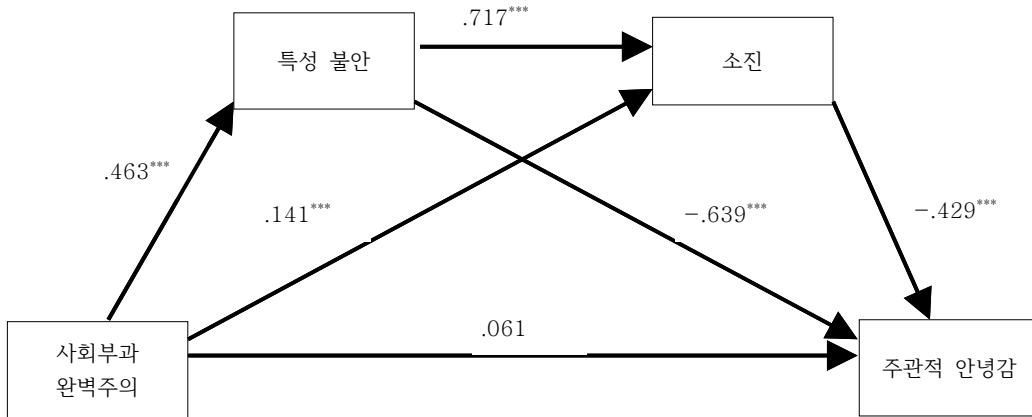 .717***
특성 불안
소진
.463***
.141***
−.639***
−.429***
.061
사회부과
완벽주의
주관적 안녕감